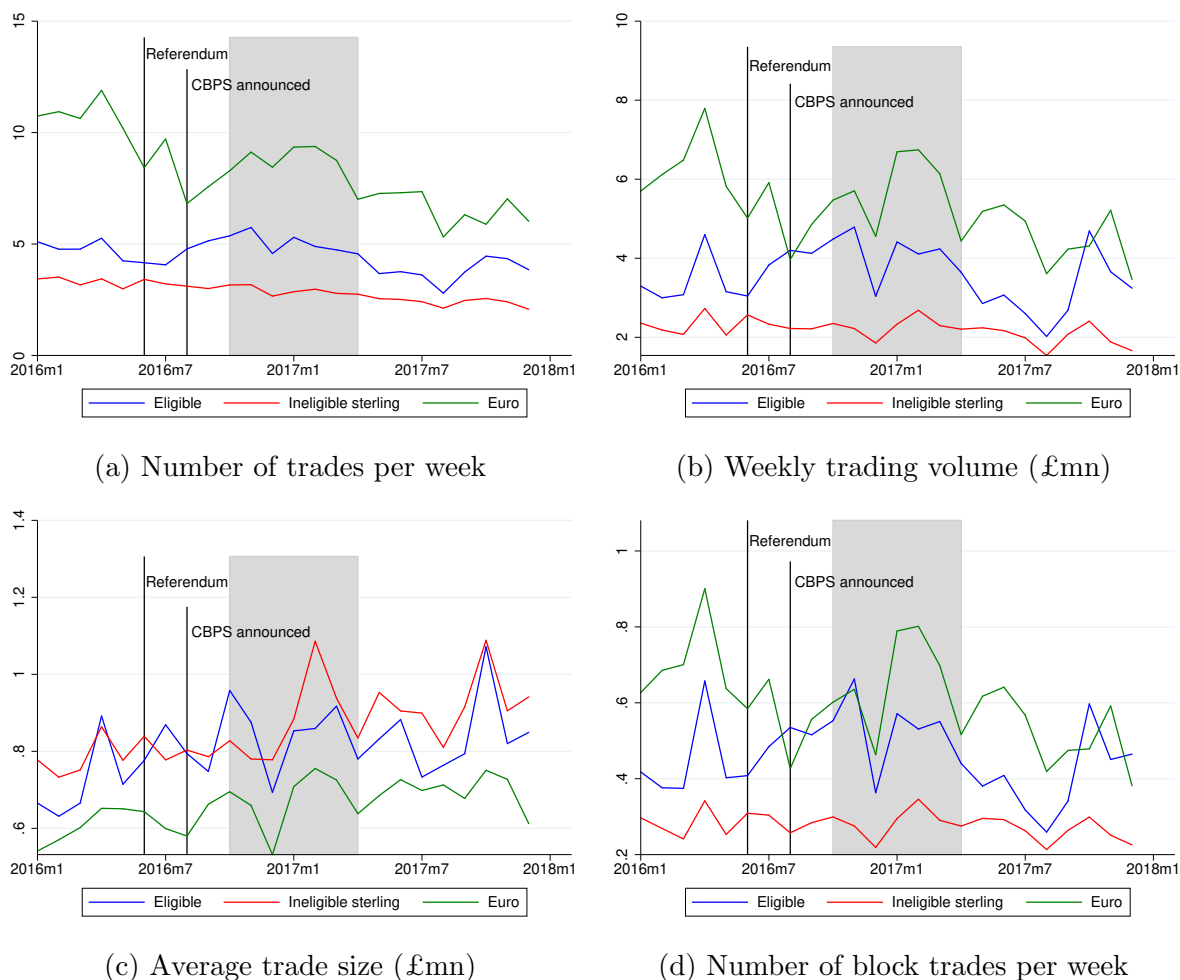 15
10
5
0
Referendum
CBPS announced
2016m1 2016m7 2017m1 2017m7 2018m1
Eligible Ineligible sterling Euro
(a) Number of trades per week
10
8
6
4
2
Referendum
CBPS announced
2016m1 2016m7 2017m1 2017m7 2018m1
Eligible Ineligible sterling Euro
(b) Weekly trading volume (£mn)
1.4
1.2
1
.8
.6
Referendum
CBPS announced
2016m1 2016m7 2017m1 2017m7 2018m1
Eligible Ineligible sterling Euro
(c) Average trade size (£mn)
1
.8
.6
.4
.2
Referendum
CBPS announced
2016m1 2016m7 2017m1 2017m7 2018m1
Eligible Ineligible sterling Euro
(d) Number of block trades per week